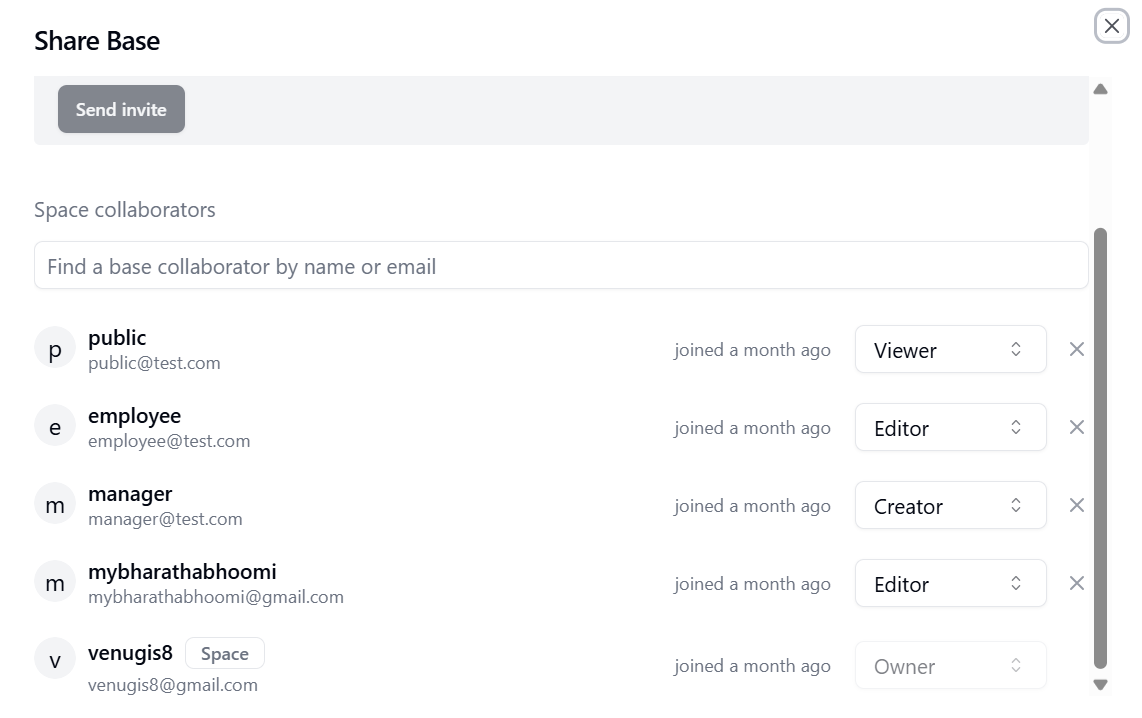 Share Base
Send invite
Space collaborators
Find a base collaborator by name or email
p
public
public@test.com
joined a month ago
Viewer
e
employee
employee@test.com
joined a month ago
Editor
m
manager
manager@test.com
joined a month ago
Creator
m
mybharathabhoomi
mybharathabhoomi@gmail.com
joined a month ago
Editor
v
venugis8 Space
venugis8@gmail.com
joined a month ago
Owner